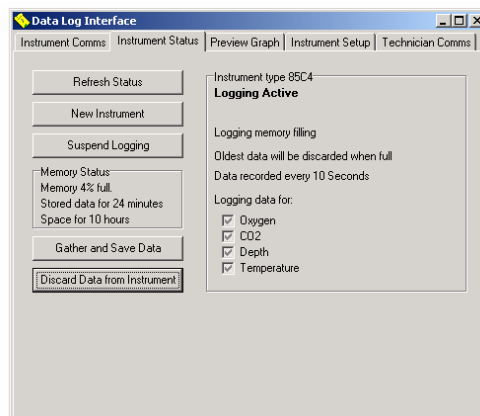 Data Log Interface
Instrument Comms Instrument Status Preview Graph Instrument Setup Technician Comms
Refresh Status
New Instrument
Suspend Logging
Memory Status
Memory 4% full.
Stored data for 24 minutes
Space for 10 hours
Gather and Save Data
Discard Data from Instrument
Instrument type 85C4
Logging Active
Logging memory filling
Oldest data will be discarded when full
Data recorded every 10 Seconds
Logging data for:
Oxygen
CO2
Depth
Temperature